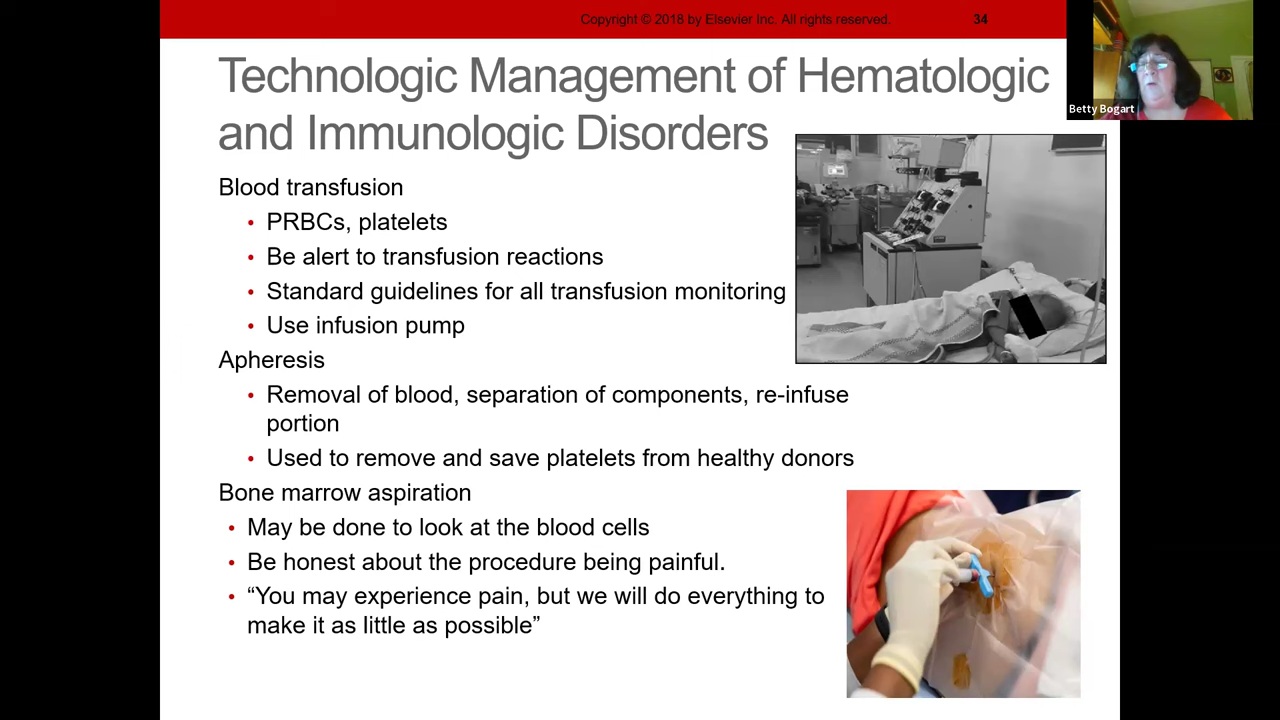 Copyright © 2018 by Elsevier Inc. All rights reserved. 34
Technologic Management of Hematologic
and Immunologic Disorders
Betty Bogart
Blood transfusion
• PRBCs, platelets
• Be alert to transfusion reactions
• Standard guidelines for all transfusion monitoring
• Use infusion pump
Apheresis
• Removal of blood, separation of components, re-infuse
portion
• Used to remove and save platelets from healthy donors
Bone marrow aspiration
• May be done to look at the blood cells
• Be honest about the procedure being painful.
• “You may experience pain, but we will do everything to
make it as little as possible”